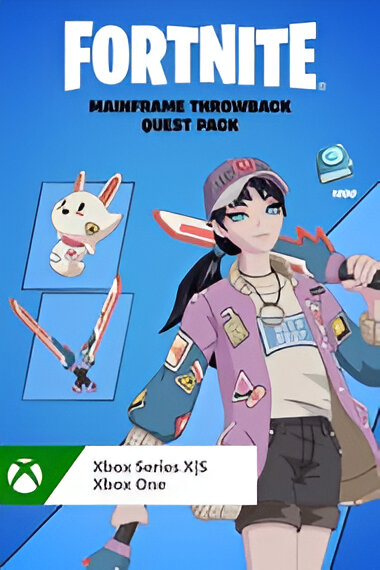 FORTNITE
MAINFRAME THROWBACK
QUEST PACK
Xbox Series X|S
Xbox One